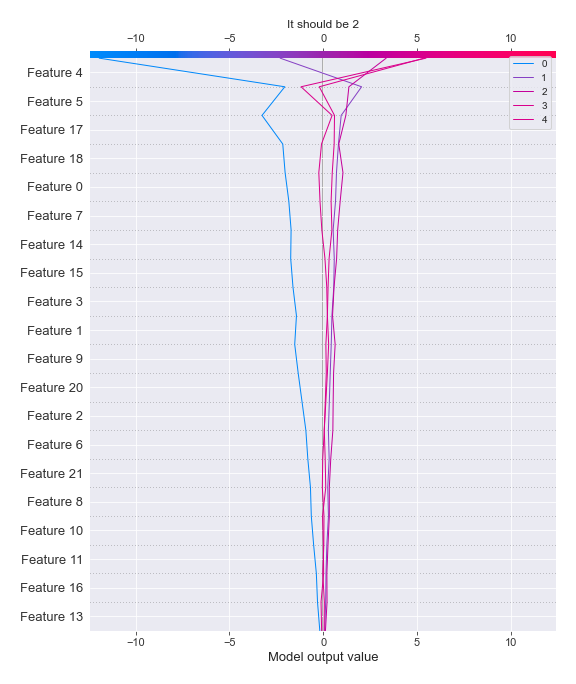 It should be 2
−10 −5 0 5 10
0
1
2
3
4
Feature 4
Feature 5
Feature 17
Feature 18
Feature 0
Feature 7
Feature 14
Feature 15
Feature 3
Feature 1
Feature 9
Feature 20
Feature 2
Feature 6
Feature 21
Feature 8
Feature 10
Feature 11
Feature 16
Feature 13
−10 −5 0 5 10
Model output value